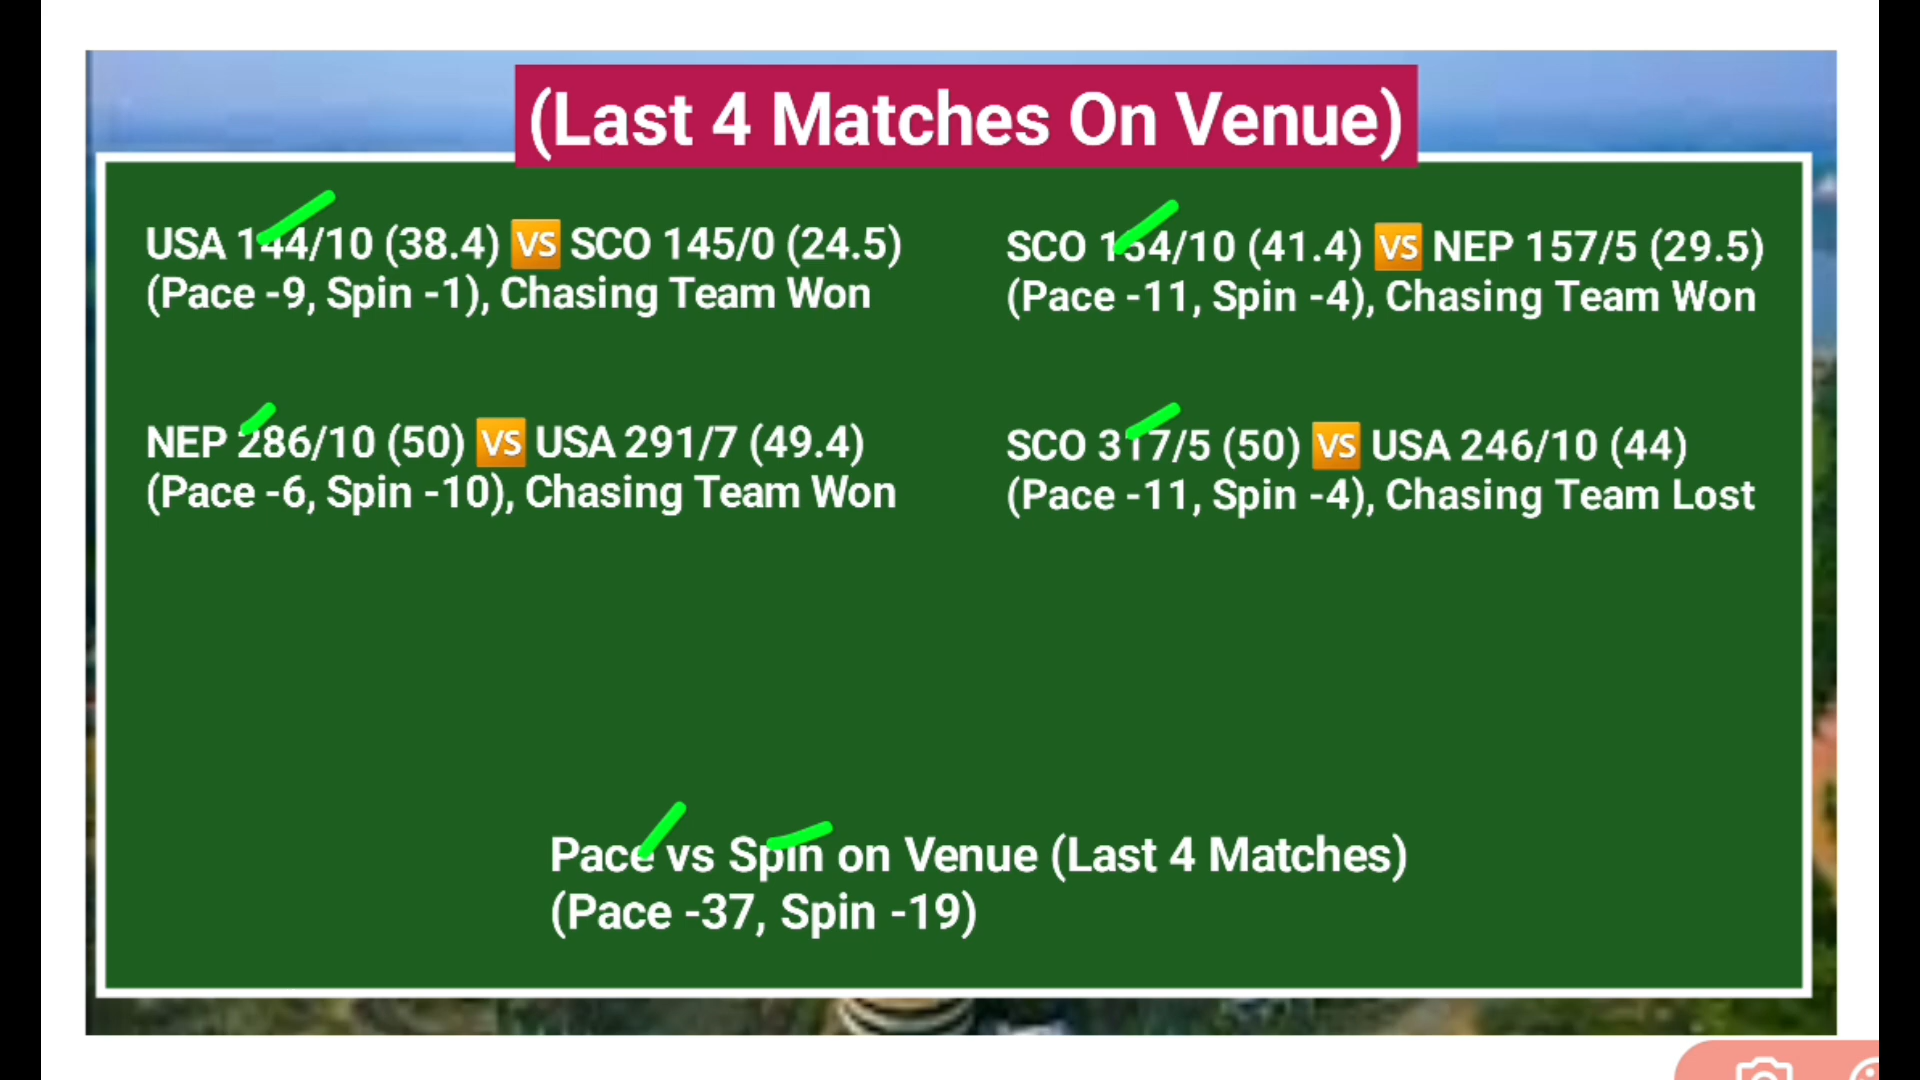 (Last 4 Matches On Venue)
USA 144/10 (38.4) 🆚 SCO 145/0 (24.5)
(Pace -9, Spin -1), Chasing Team Won
SCO 154/10 (41.4) 🆚 NEP 157/5 (29.5)
(Pace -11, Spin -4), Chasing Team Won
NEP 286/10 (50) 🆚 USA 291/7 (49.4)
(Pace -6, Spin -10), Chasing Team Won
SCO 317/5 (50) 🆚 USA 246/10 (44)
(Pace -11, Spin -4), Chasing Team Lost
Pace vs Spin on Venue (Last 4 Matches)
(Pace -37, Spin -19)